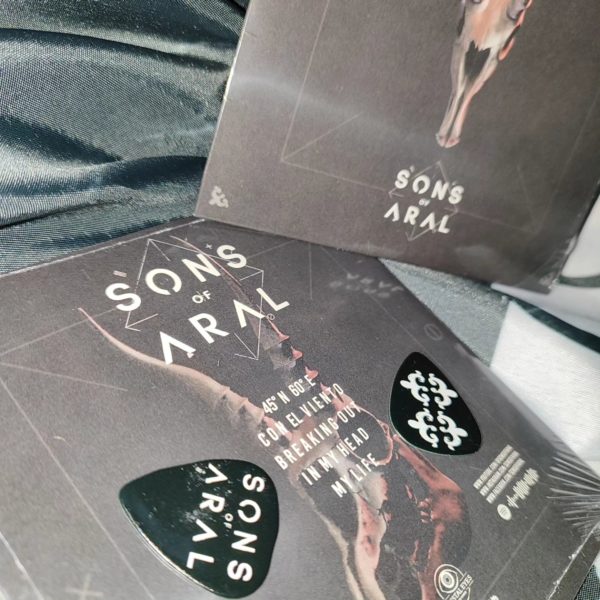 SONS
OF
ARAL
SONS
OF
ARAL
45° N 60° E
CON EL VIENTO
BREAKING OUT
IN MY HEAD
MY LIFE
SONS
OF
ARAL